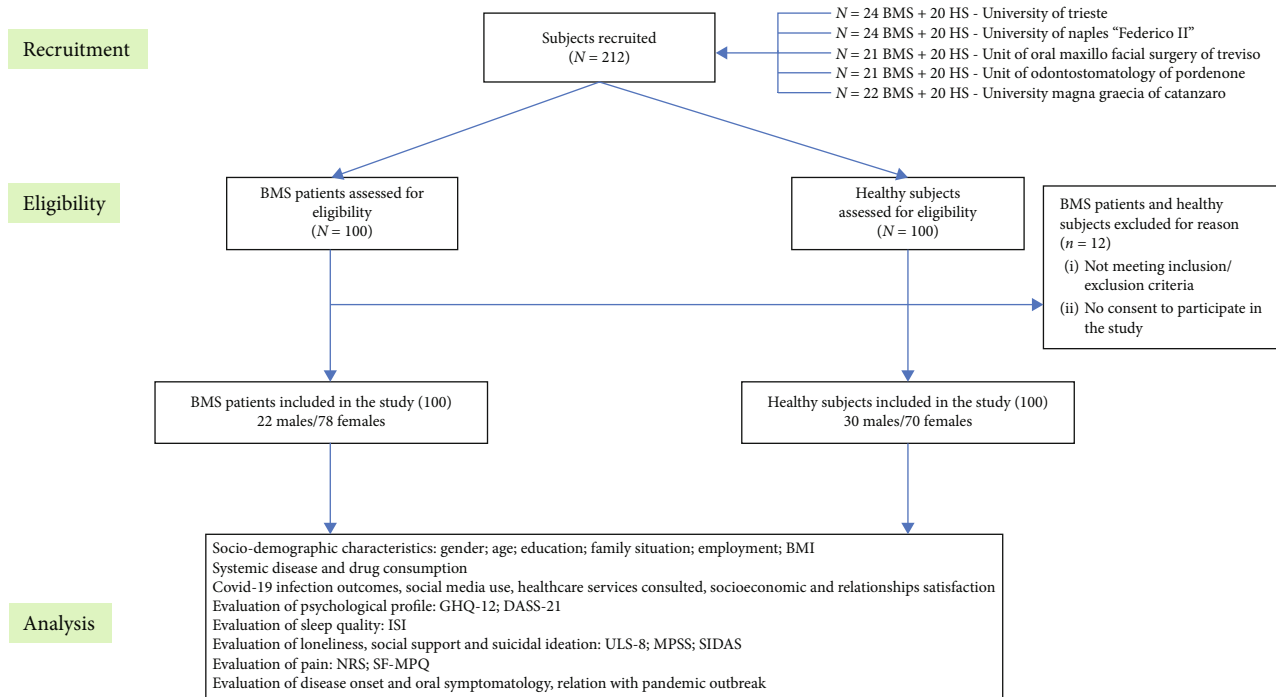 Recruitment
Subjects recruited
(N = 212)
N = 24 BMS + 20 HS - University of trieste
N = 24 BMS + 20 HS - University of naples “Federico II”
N = 21 BMS + 20 HS - Unit of oral maxillo facial surgery of treviso
N = 21 BMS + 20 HS - Unit of odontostomatology of pordenone
N = 22 BMS + 20 HS - University magna graecia of catanzaro
Eligibility
BMS patients assessed for
eligibility
(N = 100)
Healthy subjects
assessed for eligibility
(N = 100)
BMS patients and healthy
subjects excluded for reason
(n = 12)
(i) Not meeting inclusion/
exclusion criteria
(ii) No consent to participate in
the study
BMS patients included in the study (100)
22 males/78 females
Healthy subjects included in the study (100)
30 males/70 females
Analysis
Socio-demographic characteristics: gender; age; education; family situation; employment; BMI
Systemic disease and drug consumption
Covid-19 infection outcomes, social media use, healthcare services consulted, socioeconomic and relationships satisfaction
Evaluation of psychological profile: GHQ-12; DASS-21
Evaluation of sleep quality: ISI
Evaluation of loneliness, social support and suicidal ideation: ULS-8; MPSS; SIDAS
Evaluation of pain: NRS; SF-MPQ
Evaluation of disease onset and oral symptomatology, relation with pandemic outbreak